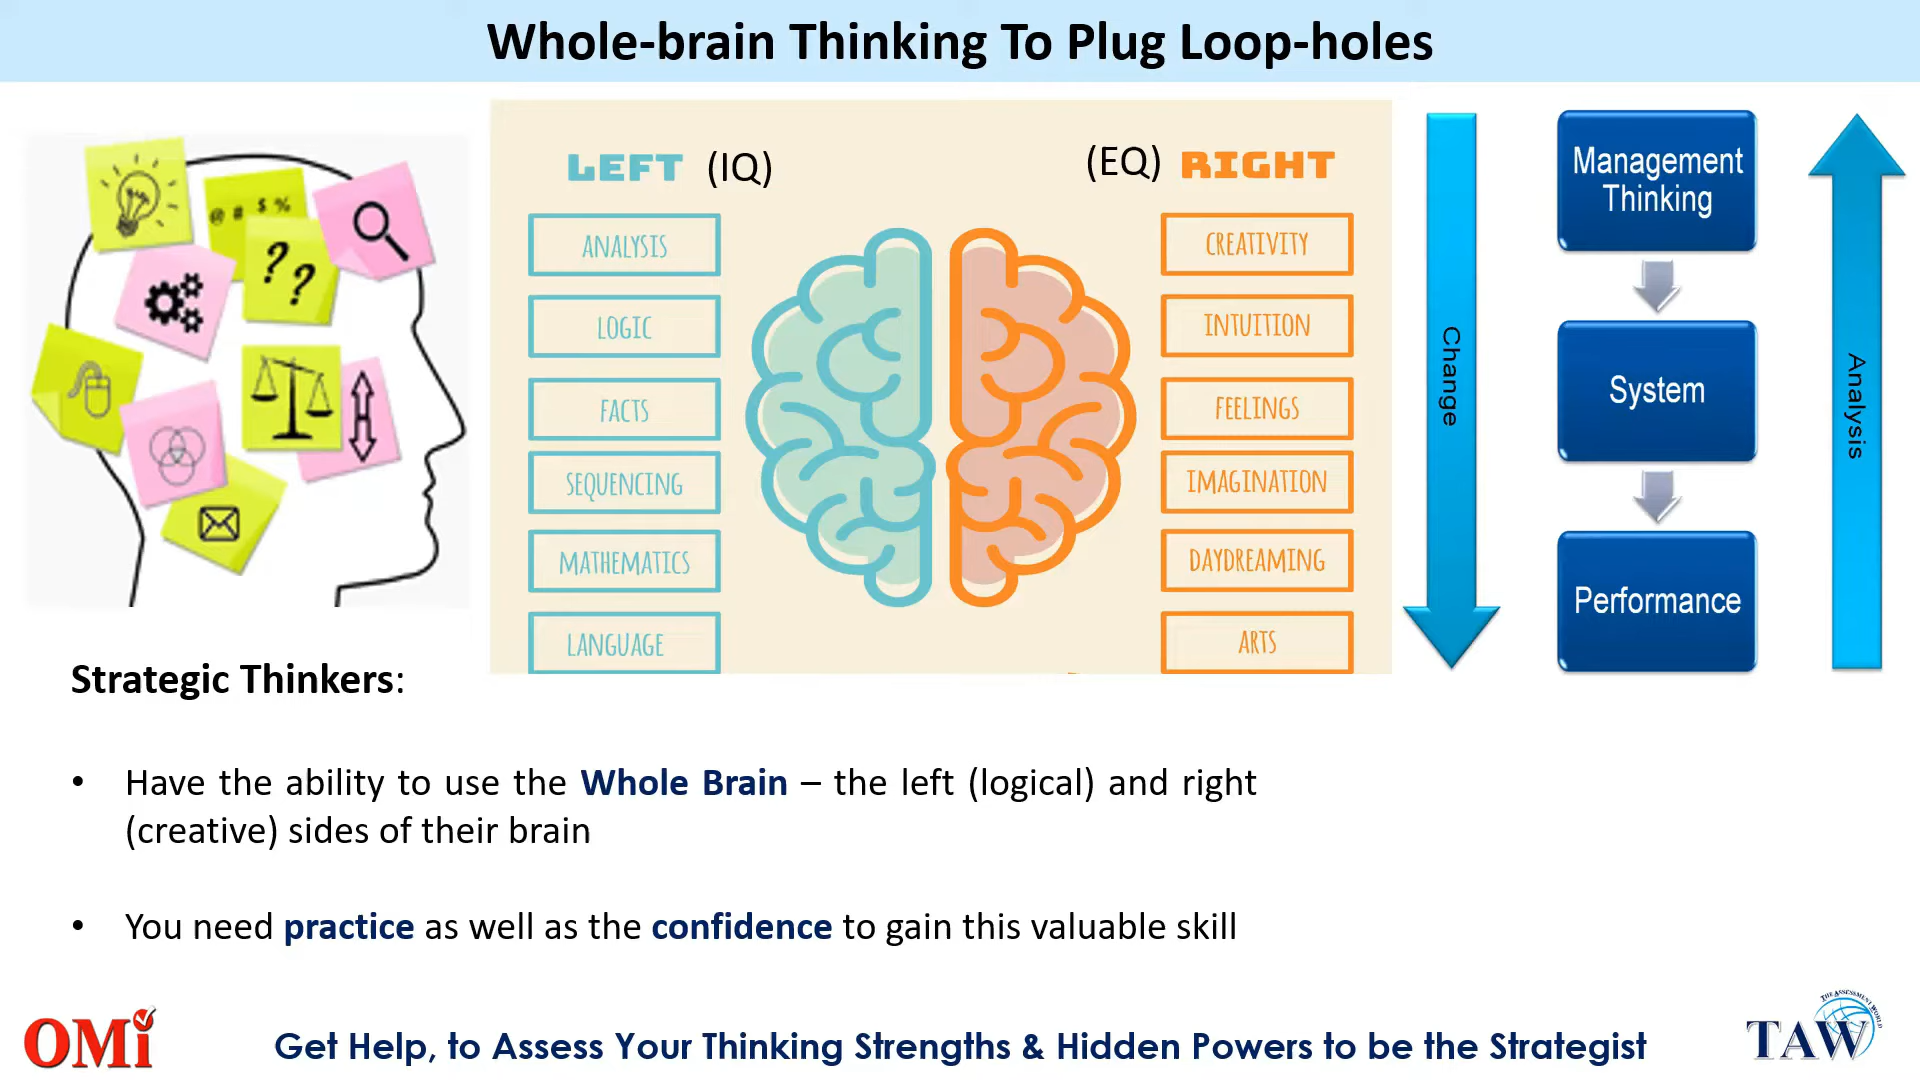 Whole-brain Thinking To Plug Loop-holes
@ # $ %
? ?
LEFT (IQ)
ANALYSIS
LOGIC
FACTS
SEQUENCING
MATHEMATICS
LANGUAGE
(EQ) RIGHT
CREATIVITY
INTUITION
FEELINGS
IMAGINATION
DAYDREAMING
ARTS
Change
Management
Thinking
System
Performance
Analysis
Strategic Thinkers:
• Have the ability to use the Whole Brain – the left (logical) and right
(creative) sides of their brain
• You need practice as well as the confidence to gain this valuable skill
OMi
Get Help, to Assess Your Thinking Strengths & Hidden Powers to be the Strategist
THE ASSESSMENT WORLD
TAW